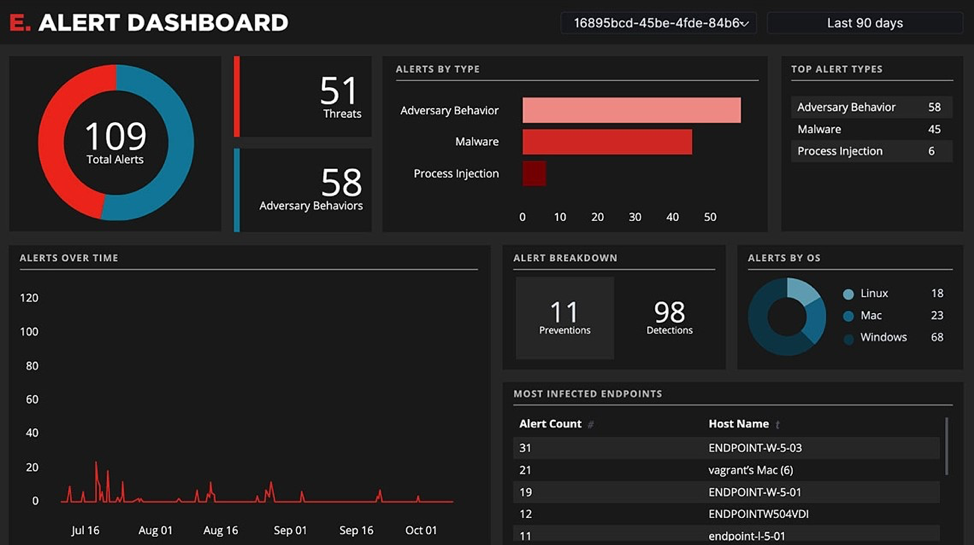 E. ALERT DASHBOARD
16895bcd-45be-4fde-84b6
Last 90 days
109
Total Alerts
51
Threats
58
Adversary Behaviors
ALERTS BY TYPE
Adversary Behavior
Malware
Process Injection
0 10 20 30 40 50
TOP ALERT TYPES
Adversary Behavior 58
Malware 45
Process Injection 6
ALERTS OVER TIME
120
100
80
60
40
20
0
Jul 16 Aug 01 Aug 16 Sep 01 Sep 16 Oct 01
ALERT BREAKDOWN
11
Preventions
98
Detections
ALERTS BY OS
Linux 18
Mac 23
Windows 68
MOST INFECTED ENDPOINTS
Alert Count # Host Name t
31 ENDPOINT-W-5-03
21 vagrant's Mac (6)
19 ENDPOINT-W-5-01
12 ENDPOINTW504VDI
11 endpoint-l-5-01